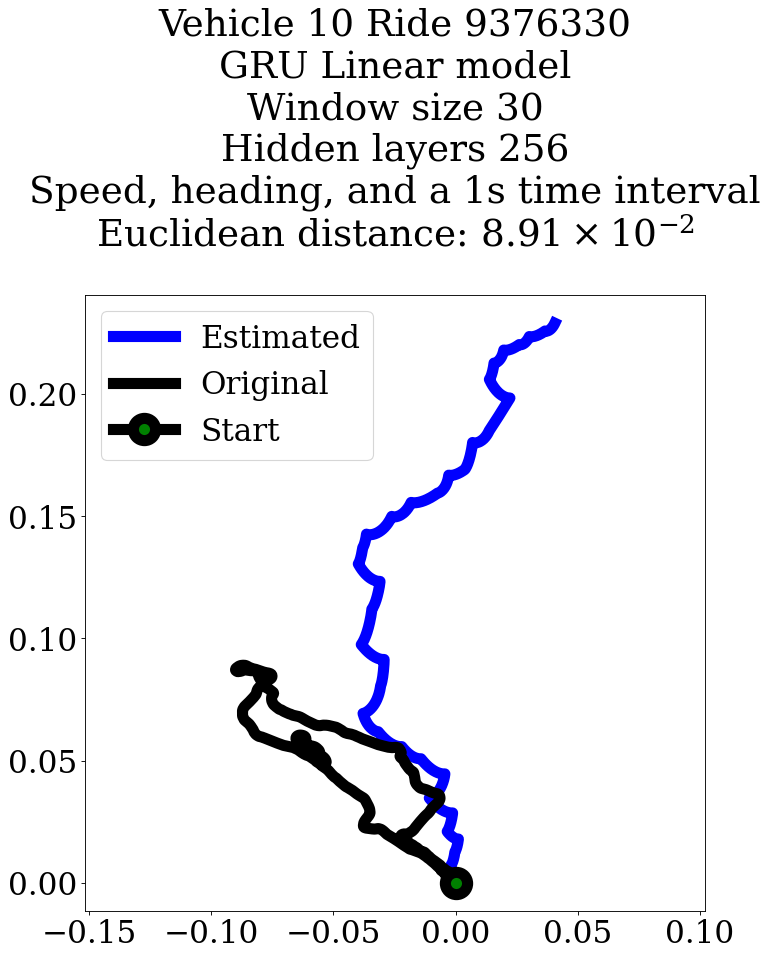 Vehicle 10 Ride 9376330
GRU Linear model
Window size 30
Hidden layers 256
Speed, heading, and a 1s time interval
Euclidean distance: 8.91 × 10⁻²
Estimated
Original
Start
0.20
0.15
0.10
0.05
0.00
−0.15 −0.10 −0.05 0.00 0.05 0.10